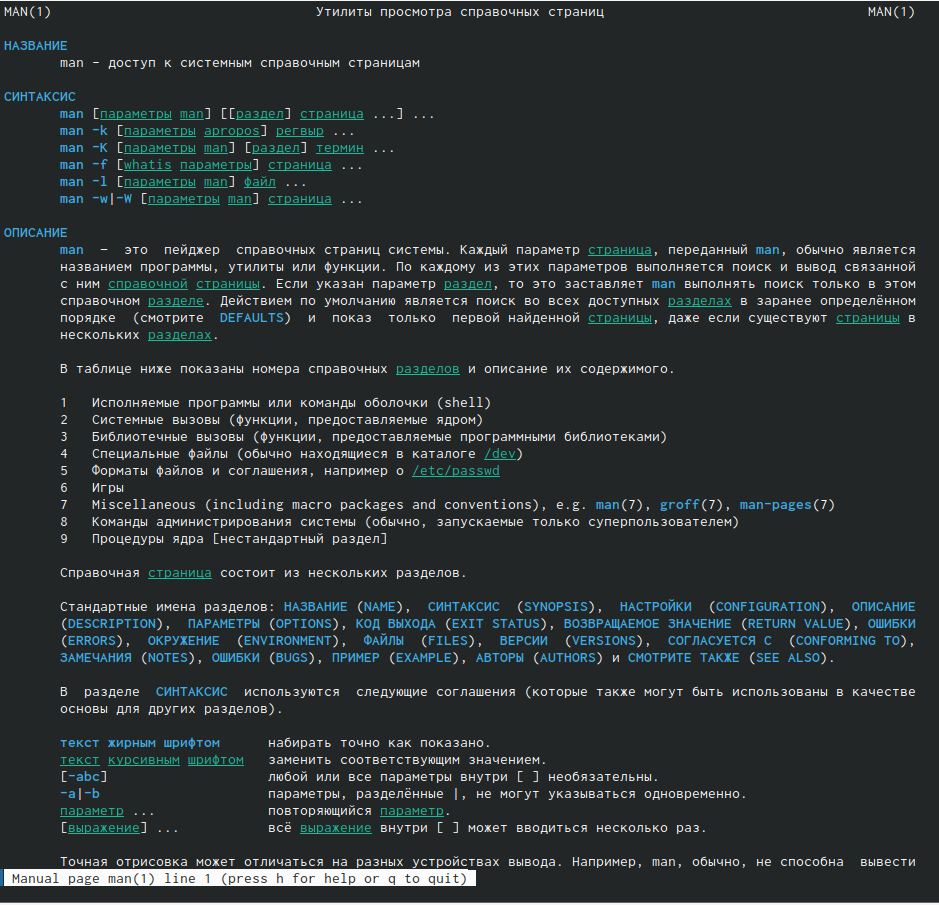 MAN(1) Утилиты просмотра справочных страниц MAN(1)
НАЗВАНИЕ
man - доступ к системным справочным страницам
СИНТАКСИС
man [параметры man] [[раздел] страница ...] ...
man -k [параметры apropos] регвыр ...
man -K [параметры man] [раздел] термин ...
man -f [whatis параметры] страница ...
man -l [параметры man] файл ...
man -w|-W [параметры man] страница ...
ОПИСАНИЕ
man — это пейджер справочных страниц системы. Каждый параметр страница, переданный man, обычно является
названием программы, утилиты или функции. По каждому из этих параметров выполняется поиск и вывод связанной
с ним справочной страницы. Если указан параметр раздел, то это заставляет man выполнять поиск только в этом
справочном разделе. Действием по умолчанию является поиск во всех доступных разделах в заранее определённом
порядке (смотрите DEFAULTS) и показ только первой найденной страницы, даже если существуют страницы в
нескольких разделах.
В таблице ниже показаны номера справочных разделов и описание их содержимого.
1 Исполняемые программы или команды оболочки (shell)
2 Системные вызовы (функции, предоставляемые ядром)
3 Библиотечные вызовы (функции, предоставляемые программными библиотеками)
4 Специальные файлы (обычно находящиеся в каталоге /dev)
5 Форматы файлов и соглашения, например о /etc/passwd
6 Игры
7 Miscellaneous (including macro packages and conventions), e.g. man(7), groff(7), man-pages(7)
8 Команды администрирования системы (обычно, запускаемые только суперпользователем)
9 Процедуры ядра [нестандартный раздел]
Справочная страница состоит из нескольких разделов.
Стандартные имена разделов: НАЗВАНИЕ (NAME), СИНТАКСИС (SYNOPSIS), НАСТРОЙКИ (CONFIGURATION), ОПИСАНИЕ
(DESCRIPTION), ПАРАМЕТРЫ (OPTIONS), КОД ВЫХОДА (EXIT STATUS), ВОЗВРАЩАЕМОЕ ЗНАЧЕНИЕ (RETURN VALUE), ОШИБКИ
(ERRORS), ОКРУЖЕНИЕ (ENVIRONMENT), ФАЙЛЫ (FILES), ВЕРСИИ (VERSIONS), СОГЛАСУЕТСЯ С (CONFORMING TO),
ЗАМЕЧАНИЯ (NOTES), ОШИБКИ (BUGS), ПРИМЕР (EXAMPLE), АВТОРЫ (AUTHORS) и СМОТРИТЕ ТАКЖЕ (SEE ALSO).
В разделе СИНТАКСИС используются следующие соглашения (которые также могут быть использованы в качестве
основы для других разделов).
текст жирным шрифтом набирать точно как показано.
текст курсивным шрифтом заменить соответствующим значением.
[-abc] любой или все параметры внутри [ ] необязательны.
-a|-b параметры, разделённые |, не могут указываться одновременно.
параметр ... повторяющийся параметр.
[выражение] ... всё выражение внутри [ ] может вводиться несколько раз.
Точная отрисовка может отличаться на разных устройствах вывода. Например, man, обычно, не способна вывести
Manual page man(1) line 1 (press h for help or q to quit)